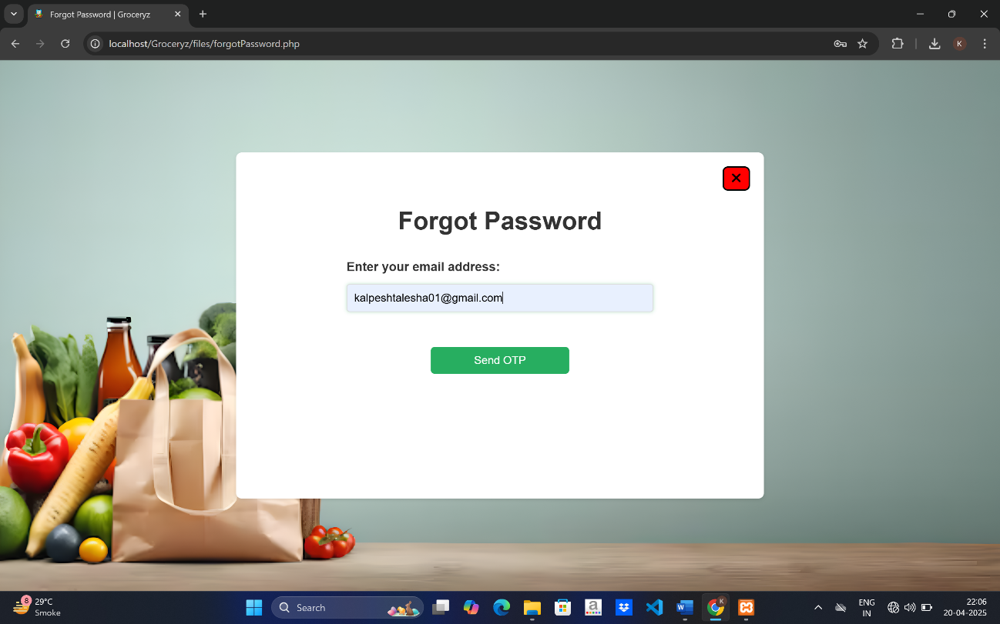 Forgot Password | Groceryz
localhost/Groceryz/files/forgotPassword.php
K
Forgot Password
Enter your email address:
kalpeshtalesha01@gmail.com
Send OTP
8
29°C
Smoke
Search
a
W
K
ENG
IN
22:06
20-04-2025